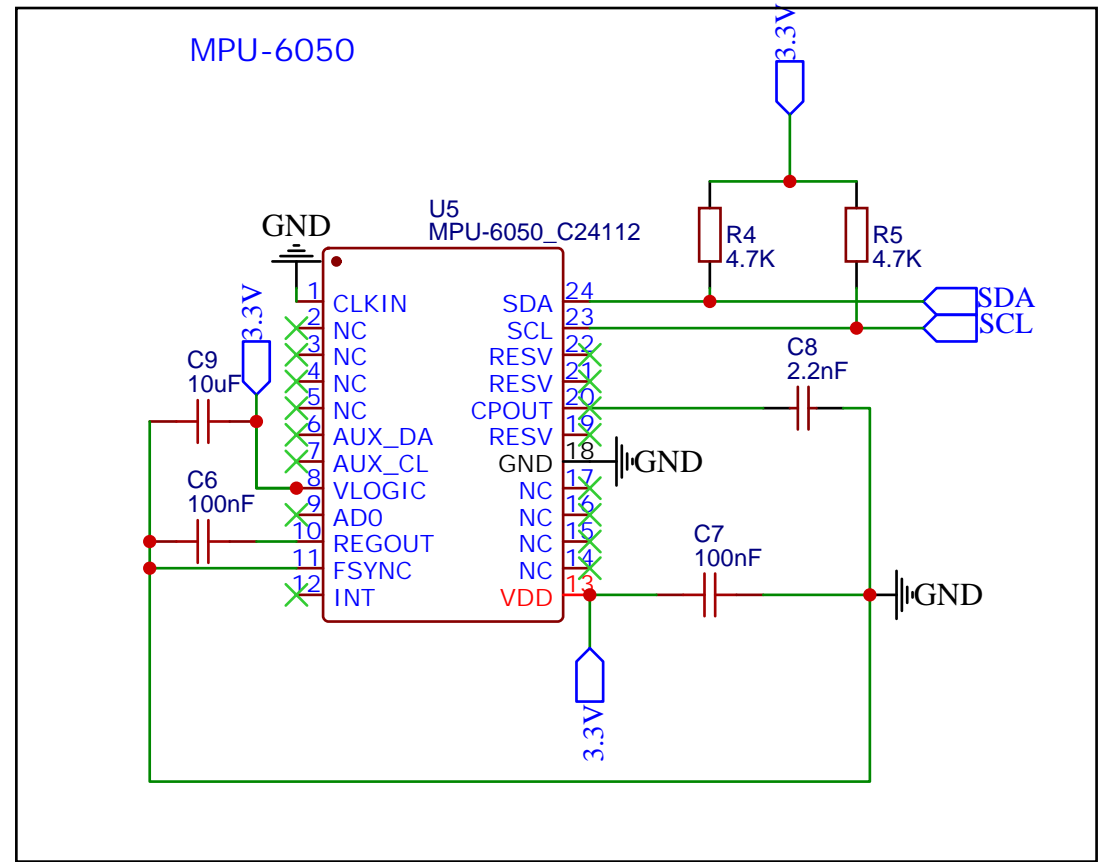 MPU-6050
3.3V
U5
MPU-6050_C24112
GND
R4
4.7K
R5
4.7K
3.3V
C9
10uF
C6
100nF
1 CLKIN
2 NC
3 NC
4 NC
5 NC
6 AUX_DA
7 AUX_CL
8 VLOGIC
9 AD0
10 REGOUT
11 FSYNC
12 INT
SDA 24
SCL 23
RESV 22
RESV 21
CPOUT 20
RESV 19
GND 18
NC 17
NC 16
NC 15
NC 14
VDD 13
SDA
SCL
C8
2.2nF
GND
C7
100nF
GND
3.3V